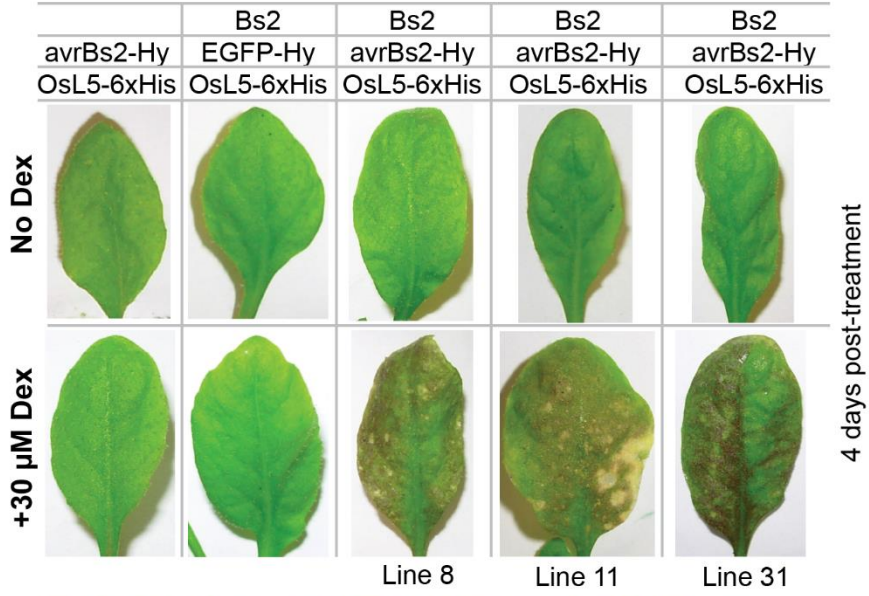 Bs2 Bs2 Bs2 Bs2
avrBs2-Hy EGFP-Hy avrBs2-Hy avrBs2-Hy avrBs2-Hy
OsL5-6xHis OsL5-6xHis OsL5-6xHis OsL5-6xHis OsL5-6xHis
No Dex
+30 µM Dex
4 days post-treatment
Line 8 Line 11 Line 31